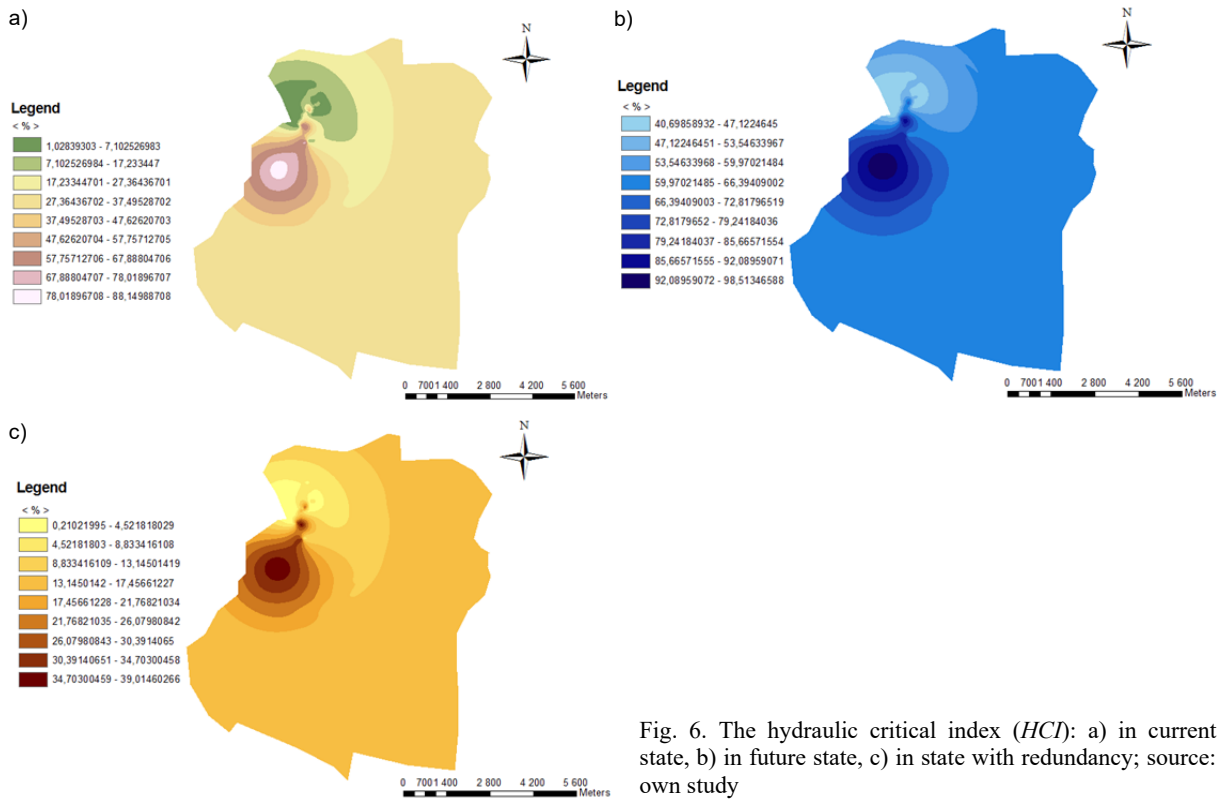 a)
N
Legend
< % >
1,02839303 - 7,102526983
7,102526984 - 17,233447
17,23344701 - 27,36436701
27,36436702 - 37,49528702
37,49528703 - 47,62620703
47,62620704 - 57,75712705
57,75712706 - 67,88804706
67,88804707 - 78,01896707
78,01896708 - 88,14988708
0 7001 400 2 800 4 200 5 600
Meters
b)
N
Legend
< % >
40,69858932 - 47,1224645
47,12246451 - 53,54633967
53,54633968 - 59,97021484
59,97021485 - 66,39409002
66,39409003 - 72,81796519
72,8179652 - 79,24184036
79,24184037 - 85,66571554
85,66571555 - 92,08959071
92,08959072 - 98,51346588
0 7001 400 2 800 4 200 5 600
Meters
c)
N
Legend
< % >
0,21021995 - 4,521818029
4,52181803 - 8,833416108
8,833416109 - 13,14501419
13,1450142 - 17,45661227
17,45661228 - 21,76821034
21,76821035 - 26,07980842
26,07980843 - 30,3914065
30,39140651 - 34,70300458
34,70300459 - 39,01460266
0 7001 400 2 800 4 200 5 600
Meters
Fig. 6. The hydraulic critical index (HCI): a) in current
state, b) in future state, c) in state with redundancy; source:
own study